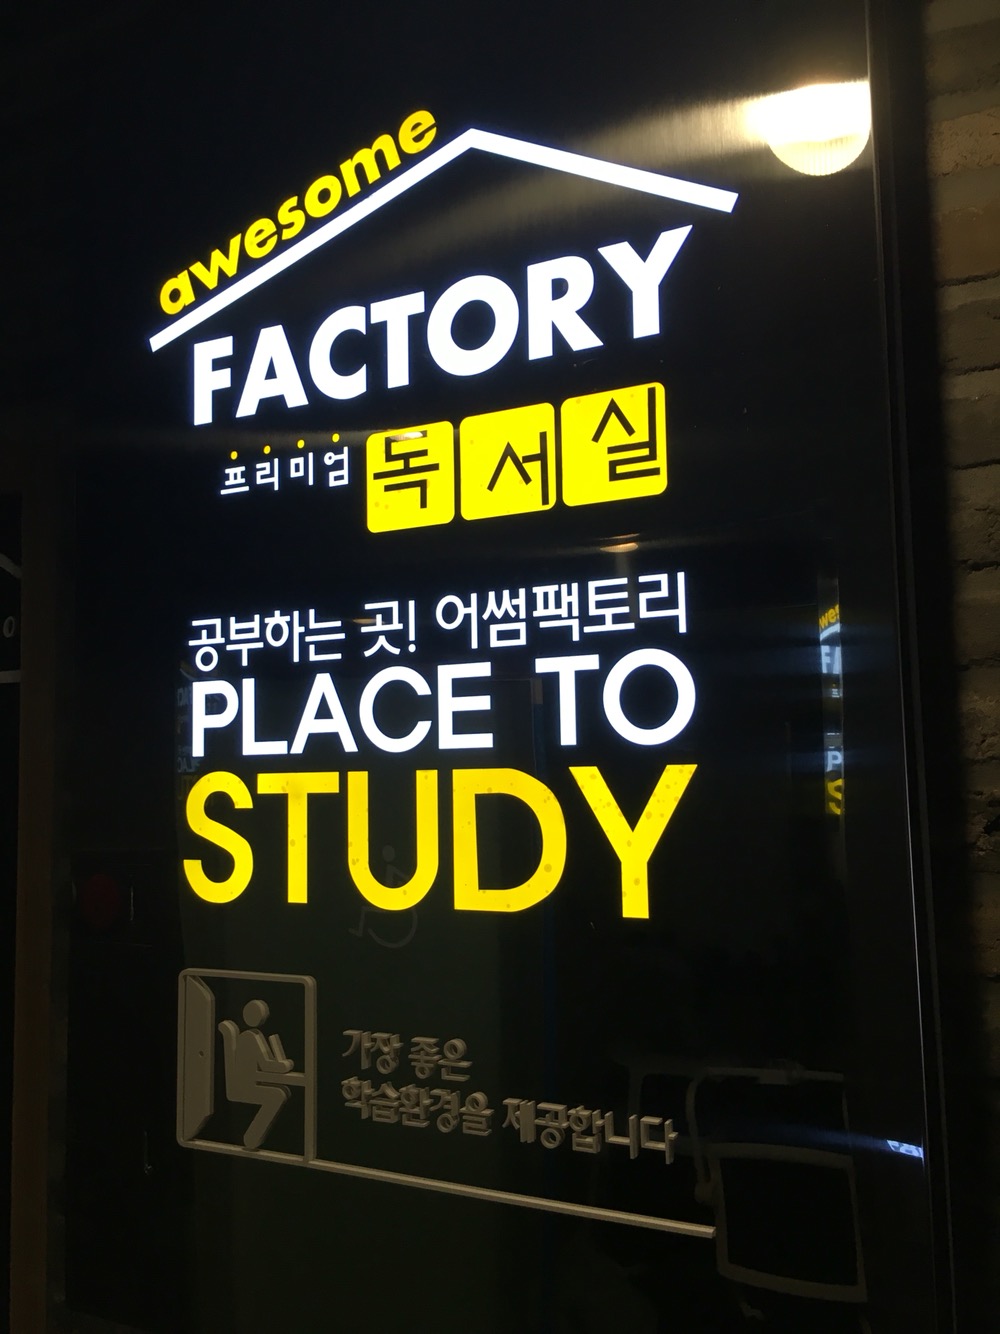 awesome
FACTORY
프리미엄 독서실
공부하는 곳! 어썸팩토리
PLACE TO
STUDY
가장 좋은
학습환경을 제공합니다